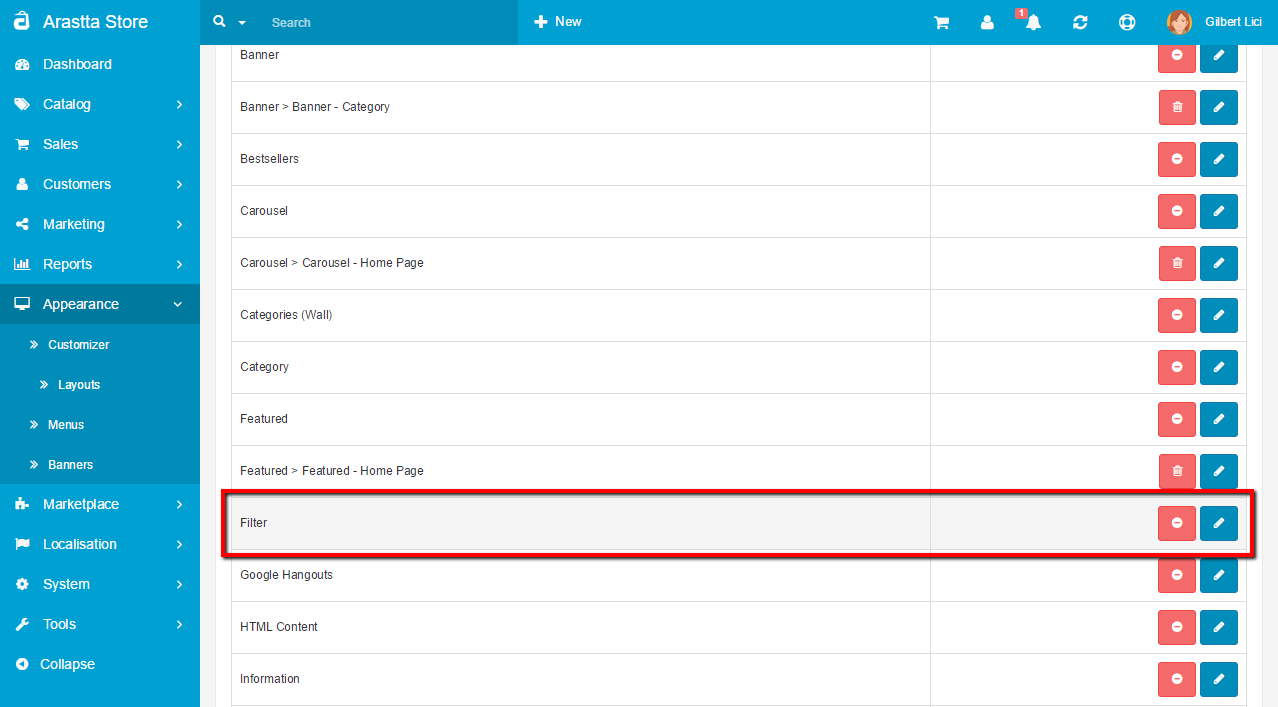 Arastta Store
Search
New
1
Gilbert Lici
Dashboard
Catalog
Sales
Customers
Marketing
Reports
Appearance
Customizer
Layouts
Menus
Banners
Marketplace
Localisation
System
Tools
Collapse
Banner
Banner > Banner - Category
Bestsellers
Carousel
Carousel > Carousel - Home Page
Categories (Wall)
Category
Featured
Featured > Featured - Home Page
Filter
Google Hangouts
HTML Content
Information